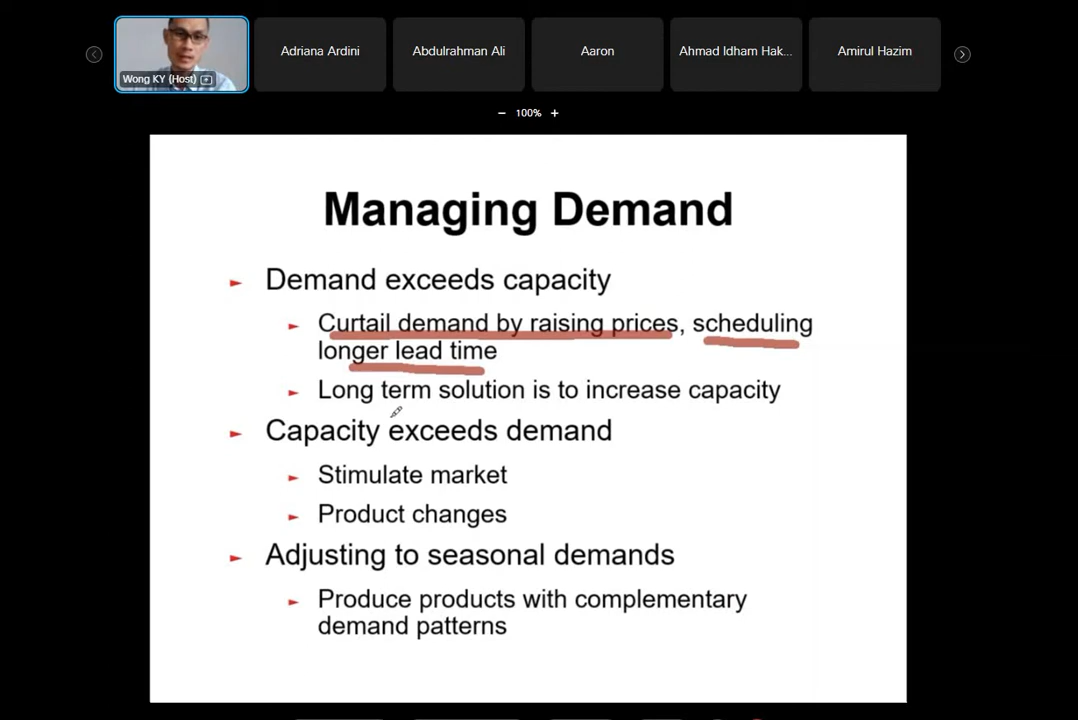 Wong KY (Host)
Adriana Ardini
Abdulrahman Ali
Aaron
Ahmad Idham Hak...
Amirul Hazim
− 100% +
Managing Demand
► Demand exceeds capacity
► Curtail demand by raising prices, scheduling
longer lead time
► Long term solution is to increase capacity
► Capacity exceeds demand
► Stimulate market
► Product changes
► Adjusting to seasonal demands
► Produce products with complementary
demand patterns